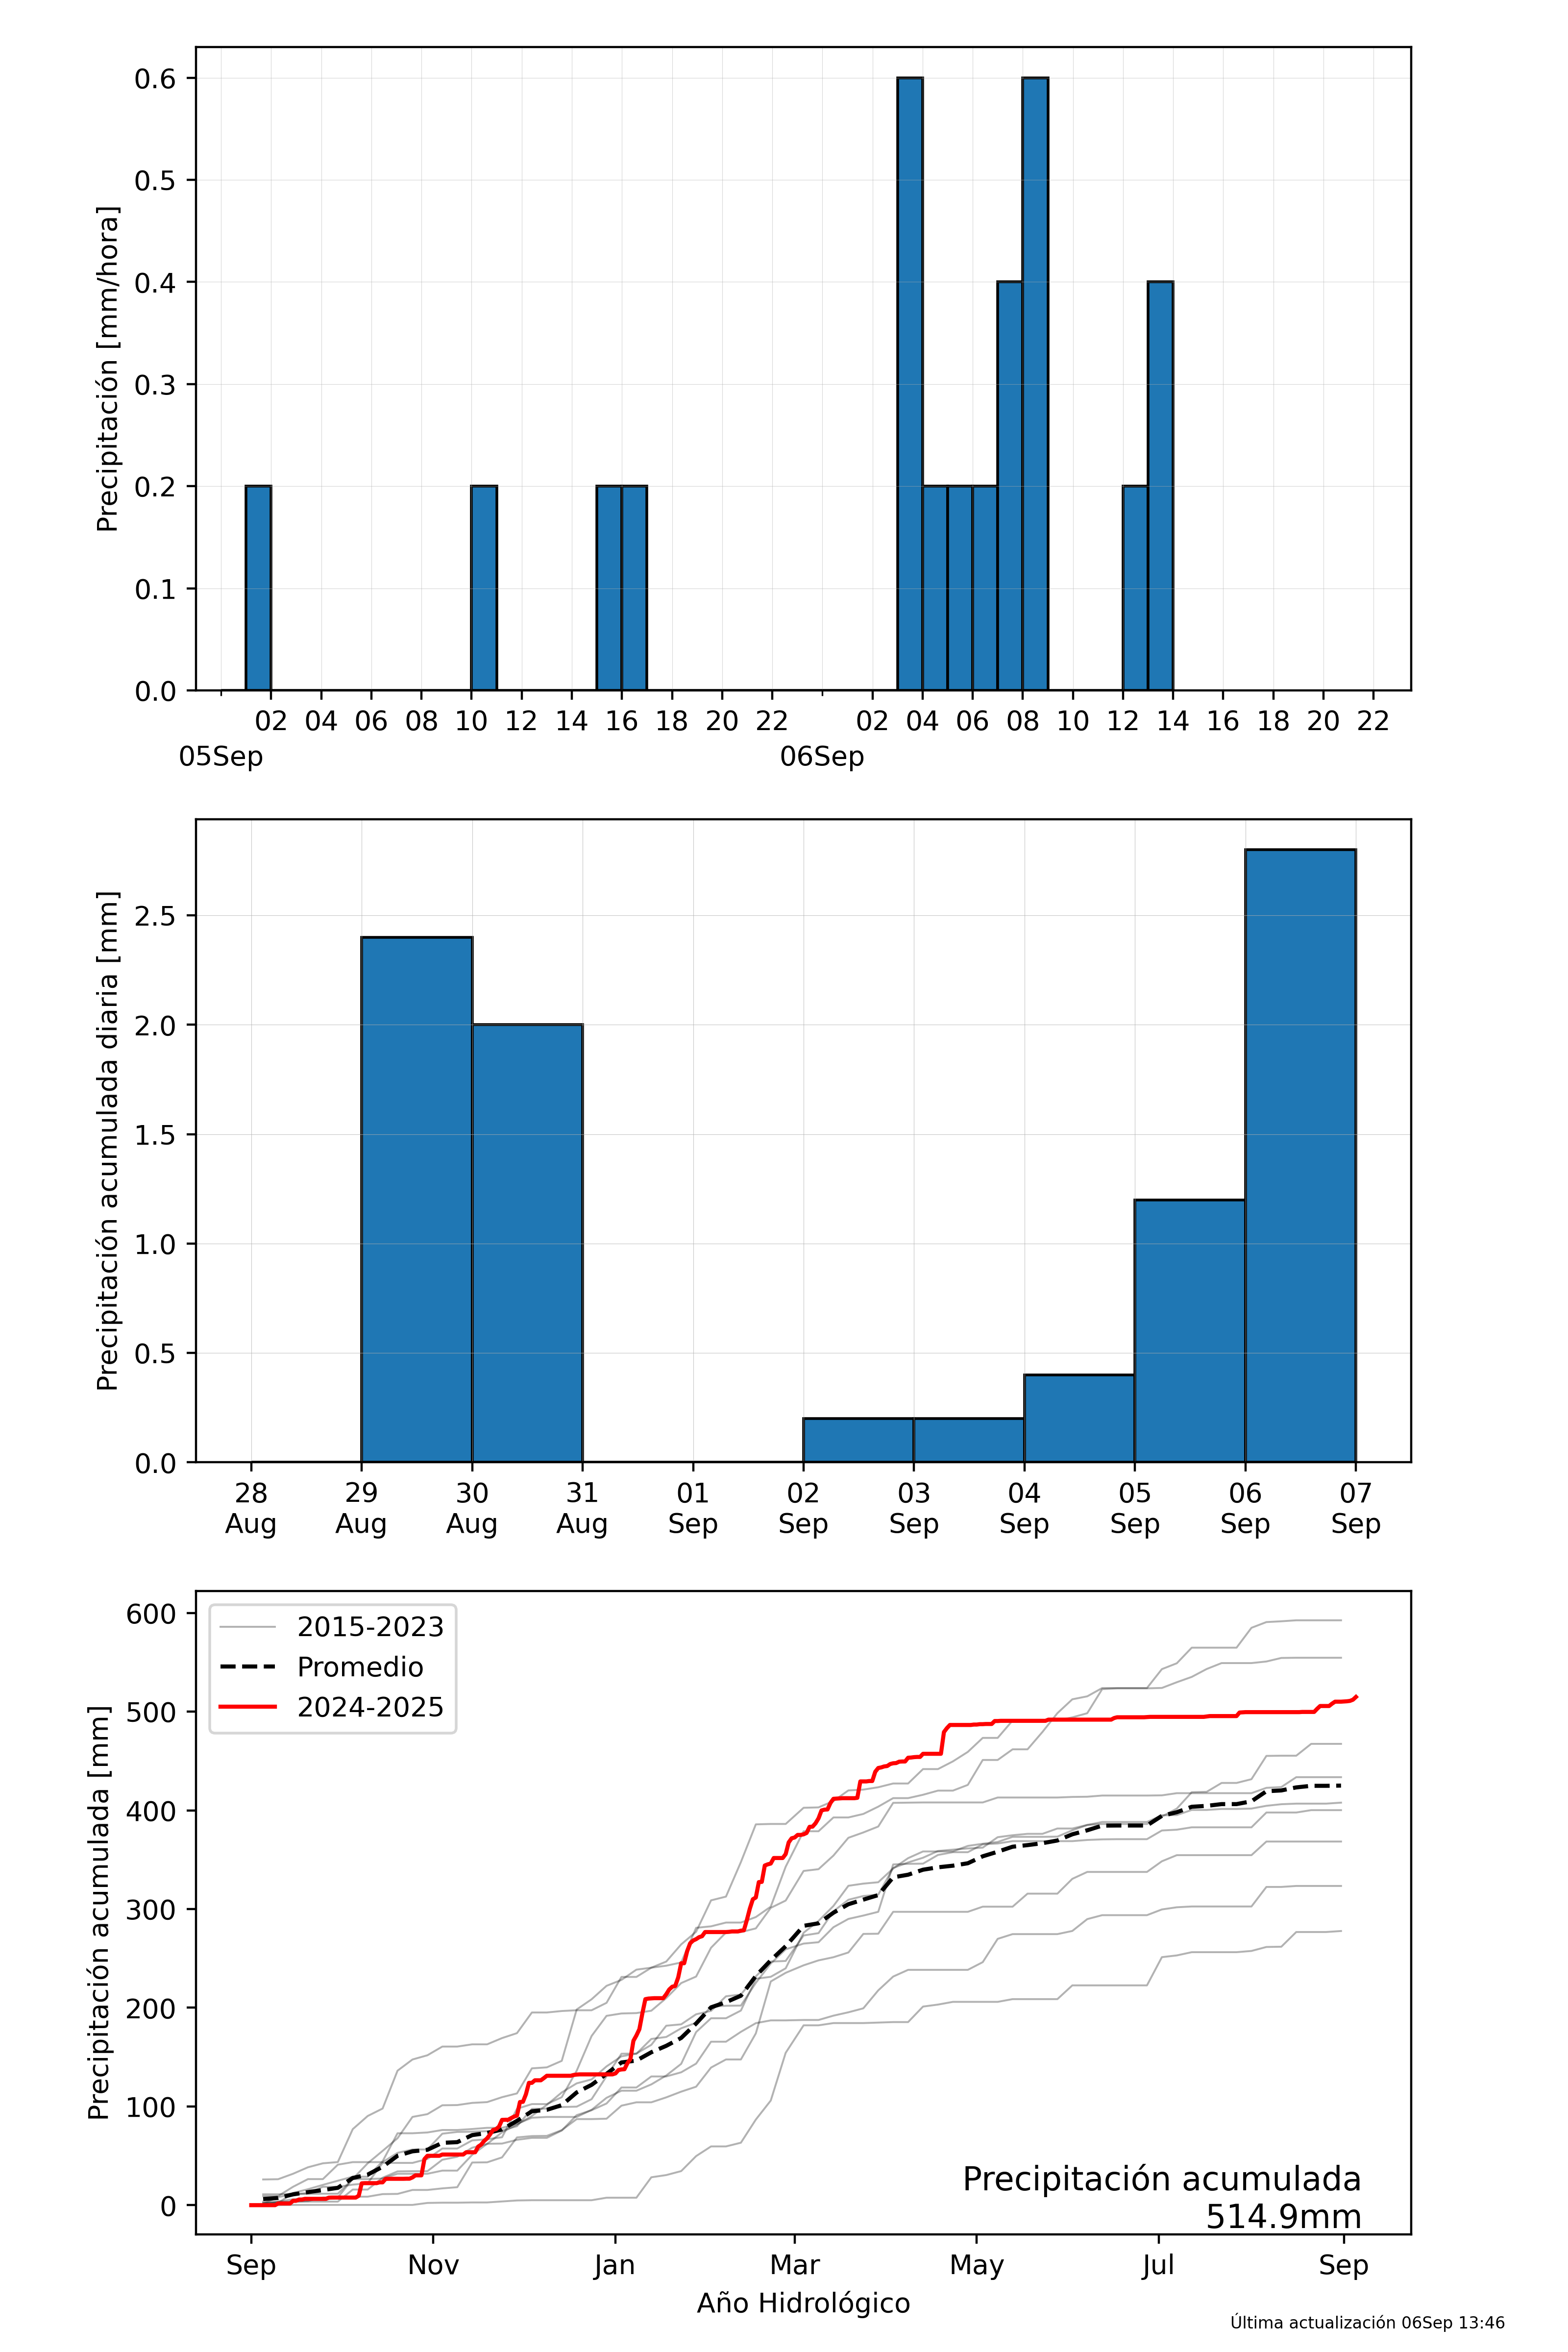 Precipitación [mm/hora]
0.6
0.5
0.4
0.3
0.2
0.1
0.0
02 04 06 08 10 12 14 16 18 20 22 02 04 06 08 10 12 14 16 18 20 22
05Sep 06Sep
Precipitación acumulada diaria [mm]
2.5
2.0
1.5
1.0
0.5
0.0
28 29 30 31 01 02 03 04 05 06 07
Aug Aug Aug Aug Sep Sep Sep Sep Sep Sep Sep
Precipitación acumulada [mm]
600
500
400
300
200
100
0
2015-2023
Promedio
2024-2025
Precipitación acumulada
514.9mm
Sep Nov Jan Mar May Jul Sep
Año Hidrológico
Última actualización 06Sep 13:46